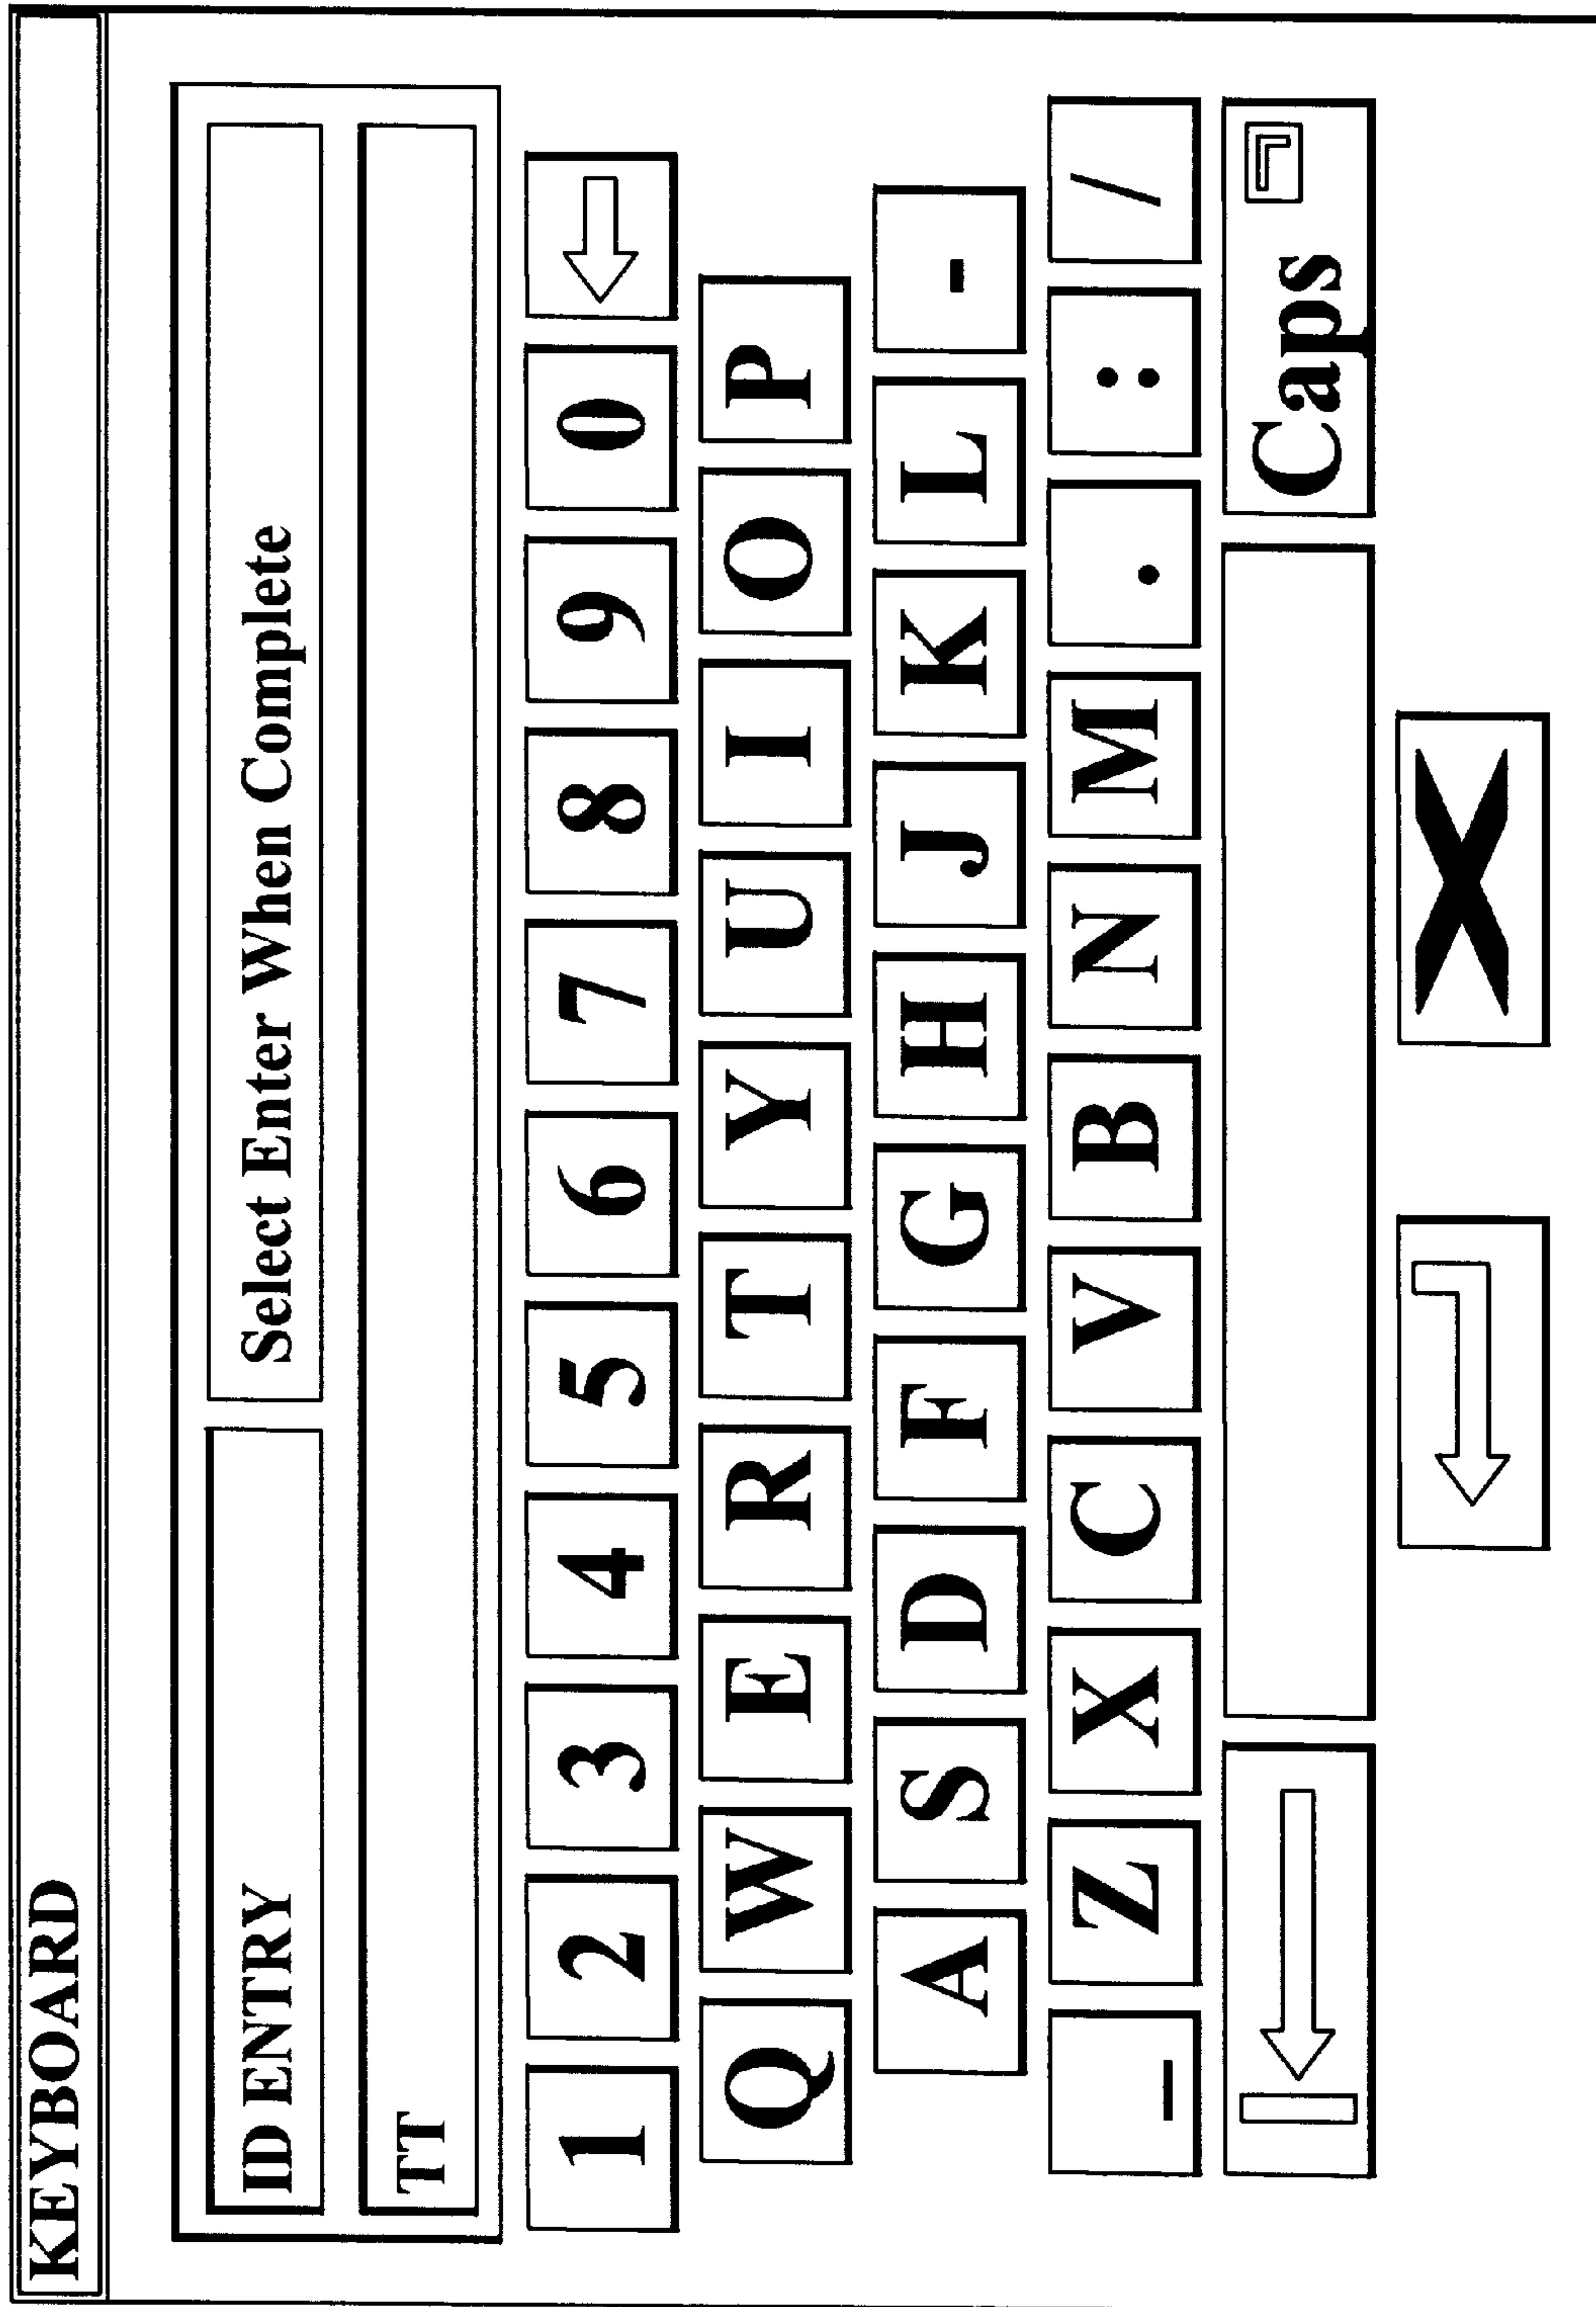 KEYBOARD
ID ENTRY Select Enter When Complete
TT
1 2 3 4 5 6 7 8 9 0
Q W E R T Y U I O P
A S D F G H J K L -
_ Z X C V B N M . : /
Caps